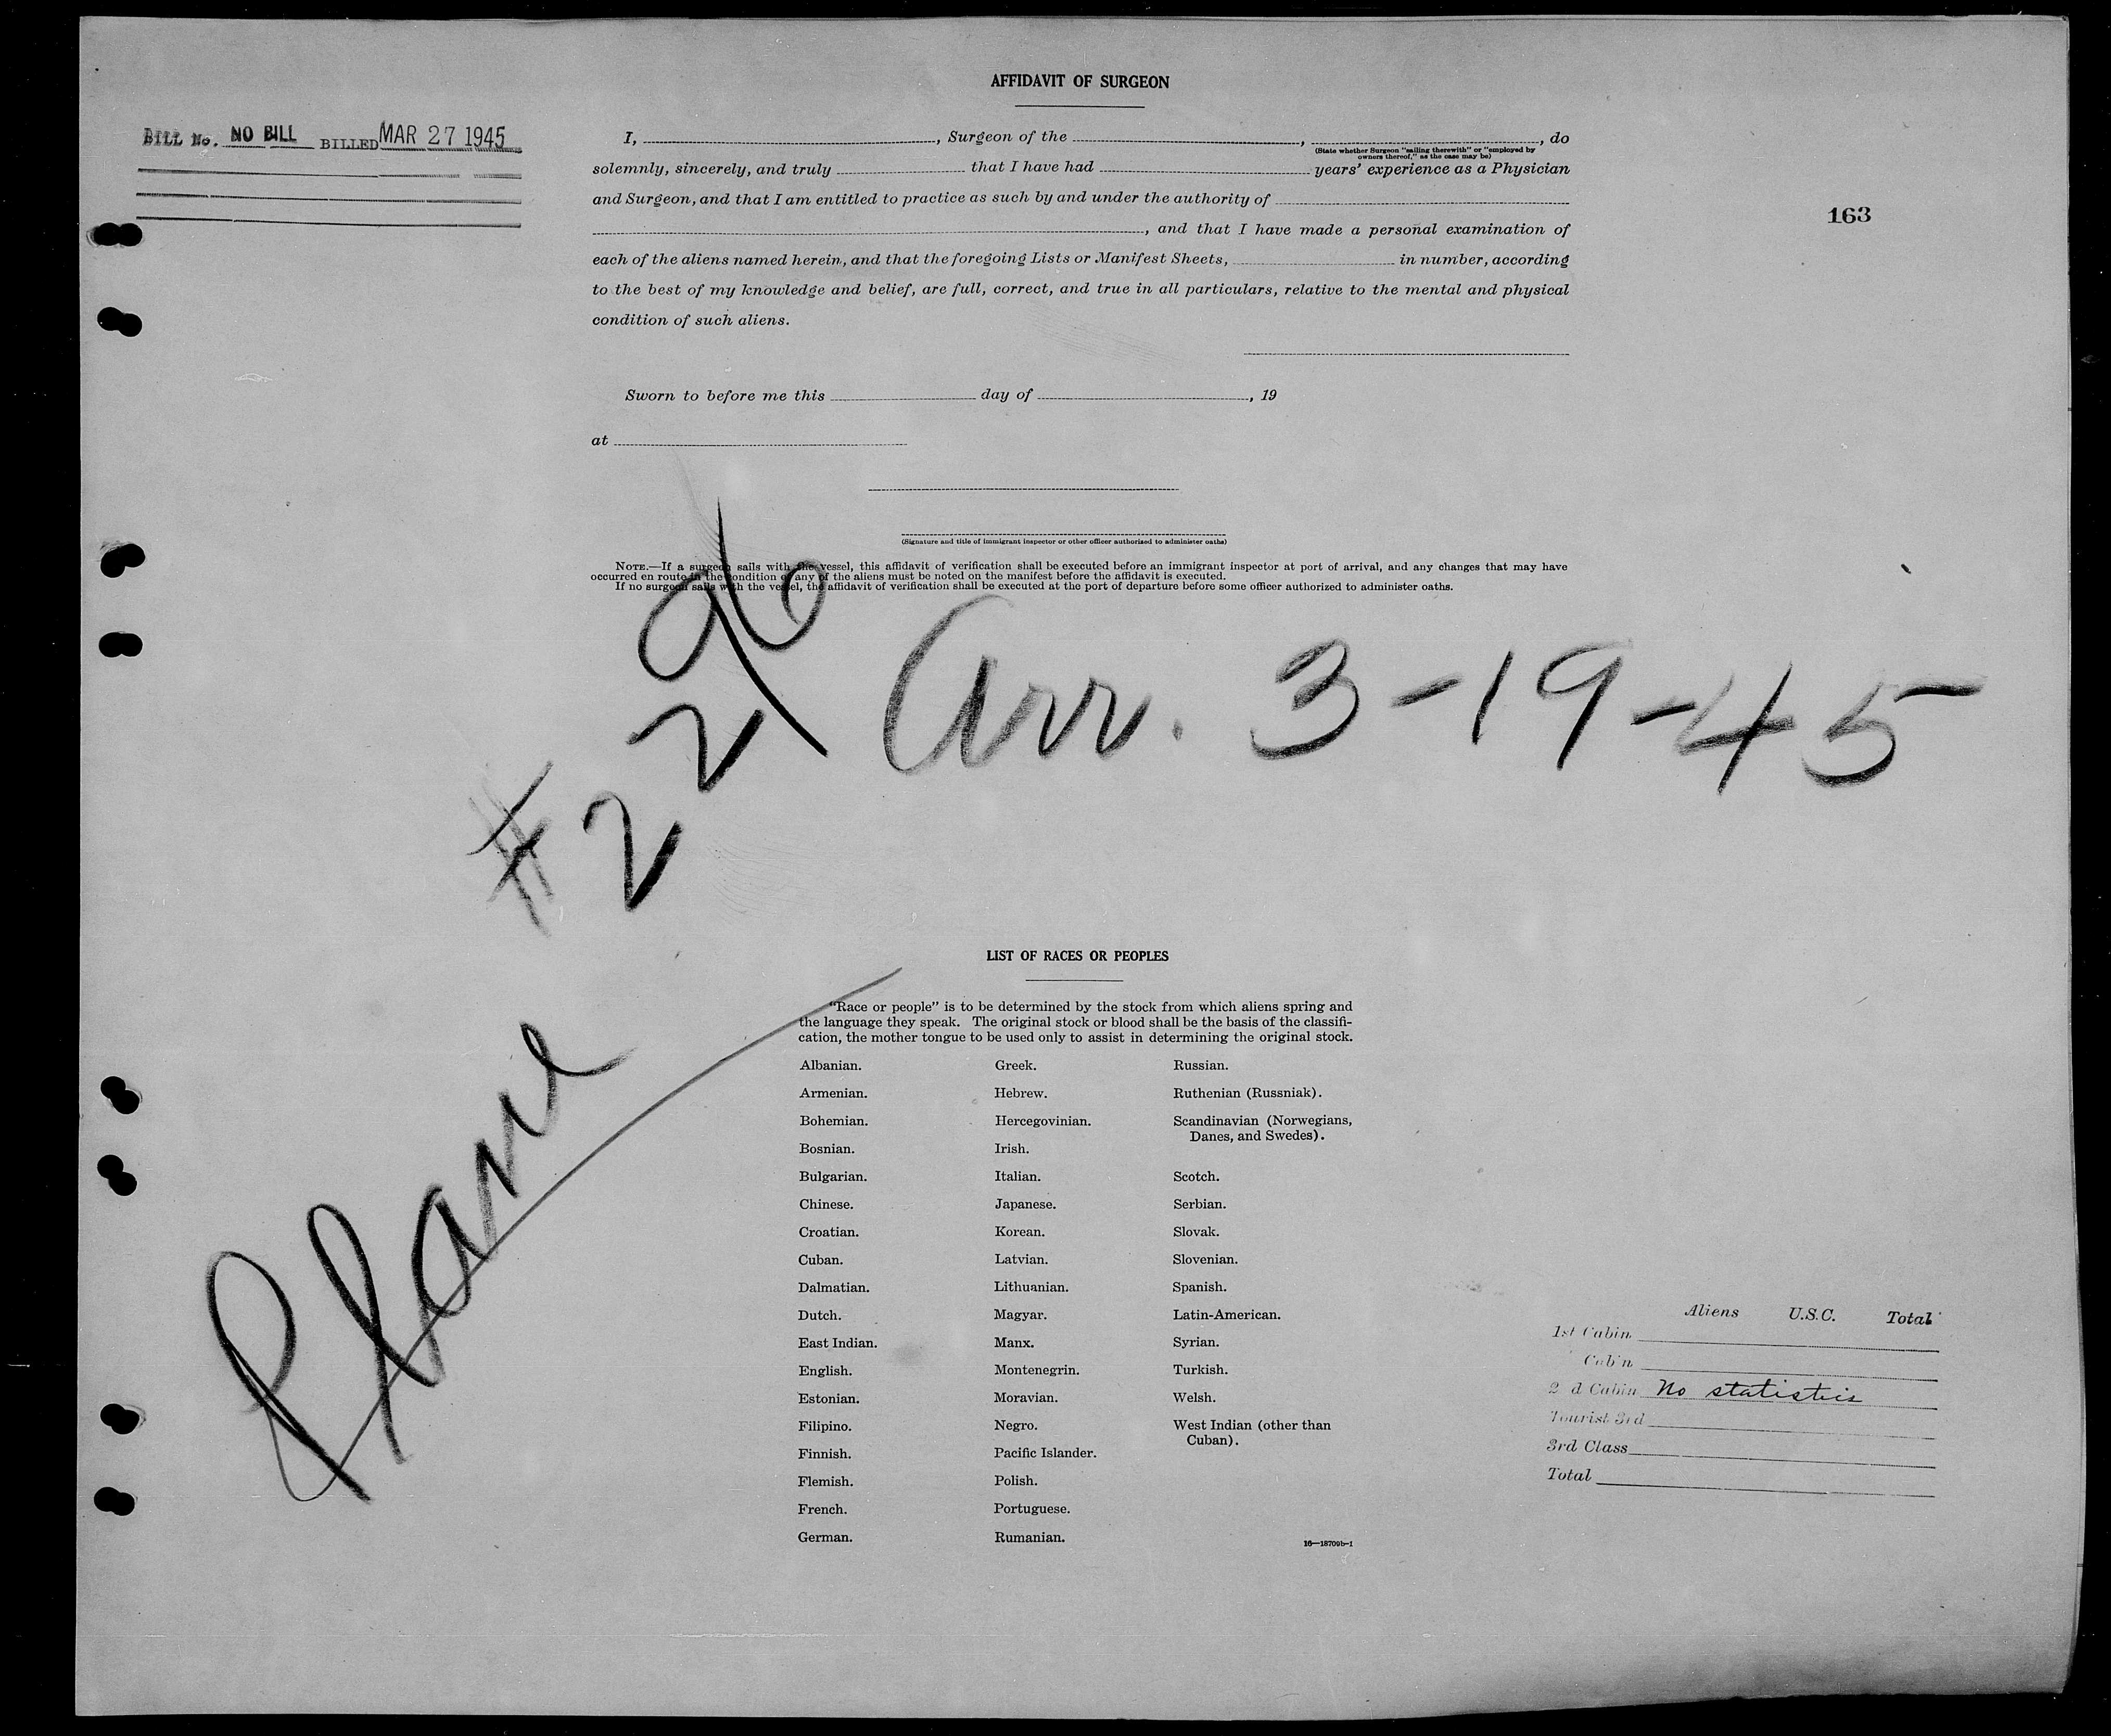 AFFIDAVIT OF SURGEON
BILL No. NO BILL BILLED MAR 27 1945
I, , Surgeon of the , , do
(State whether Surgeon "sailing therewith" or "employed by
owners thereof," as the case may be)
solemnly, sincerely, and truly that I have had years' experience as a Physician
and Surgeon, and that I am entitled to practice as such by and under the authority of
163
, and that I have made a personal examination of
each of the aliens named herein, and that the foregoing Lists or Manifest Sheets, in number, according
to the best of my knowledge and belief, are full, correct, and true in all particulars, relative to the mental and physical
condition of such aliens.
Sworn to before me this day of , 19
at
(Signature and title of immigrant inspector or other officer authorized to administer oaths)
NOTE.—If a surgeon sails with the vessel, this affidavit of verification shall be executed before an immigrant inspector at port of arrival, and any changes that may have
occurred en route in the condition of any of the aliens must be noted on the manifest before the affidavit is executed.
If no surgeon sails with the vessel, the affidavit of verification shall be executed at the port of departure before some officer authorized to administer oaths.
Plane # 2296
Arr. 3-19-45
LIST OF RACES OR PEOPLES
"Race or people" is to be determined by the stock from which aliens spring and
the language they speak. The original stock or blood shall be the basis of the classifi-
cation, the mother tongue to be used only to assist in determining the original stock.
Albanian.
Armenian.
Bohemian.
Bosnian.
Bulgarian.
Chinese.
Croatian.
Cuban.
Dalmatian.
Dutch.
East Indian.
English.
Estonian.
Filipino.
Finnish.
Flemish.
French.
German.
Greek.
Hebrew.
Hercegovinian.
Irish.
Italian.
Japanese.
Korean.
Latvian.
Lithuanian.
Magyar.
Manx.
Montenegrin.
Moravian.
Negro.
Pacific Islander.
Polish.
Portuguese.
Rumanian.
Russian.
Ruthenian (Russniak).
Scandinavian (Norwegians,
Danes, and Swedes).
Scotch.
Serbian.
Slovak.
Slovenian.
Spanish.
Latin-American.
Syrian.
Turkish.
Welsh.
West Indian (other than
Cuban).
16—18709b-1
Aliens U.S.C. Total
1st Cabin
Cabin
2 d Cabin No statistics
Tourist 3rd
3rd Class
Total